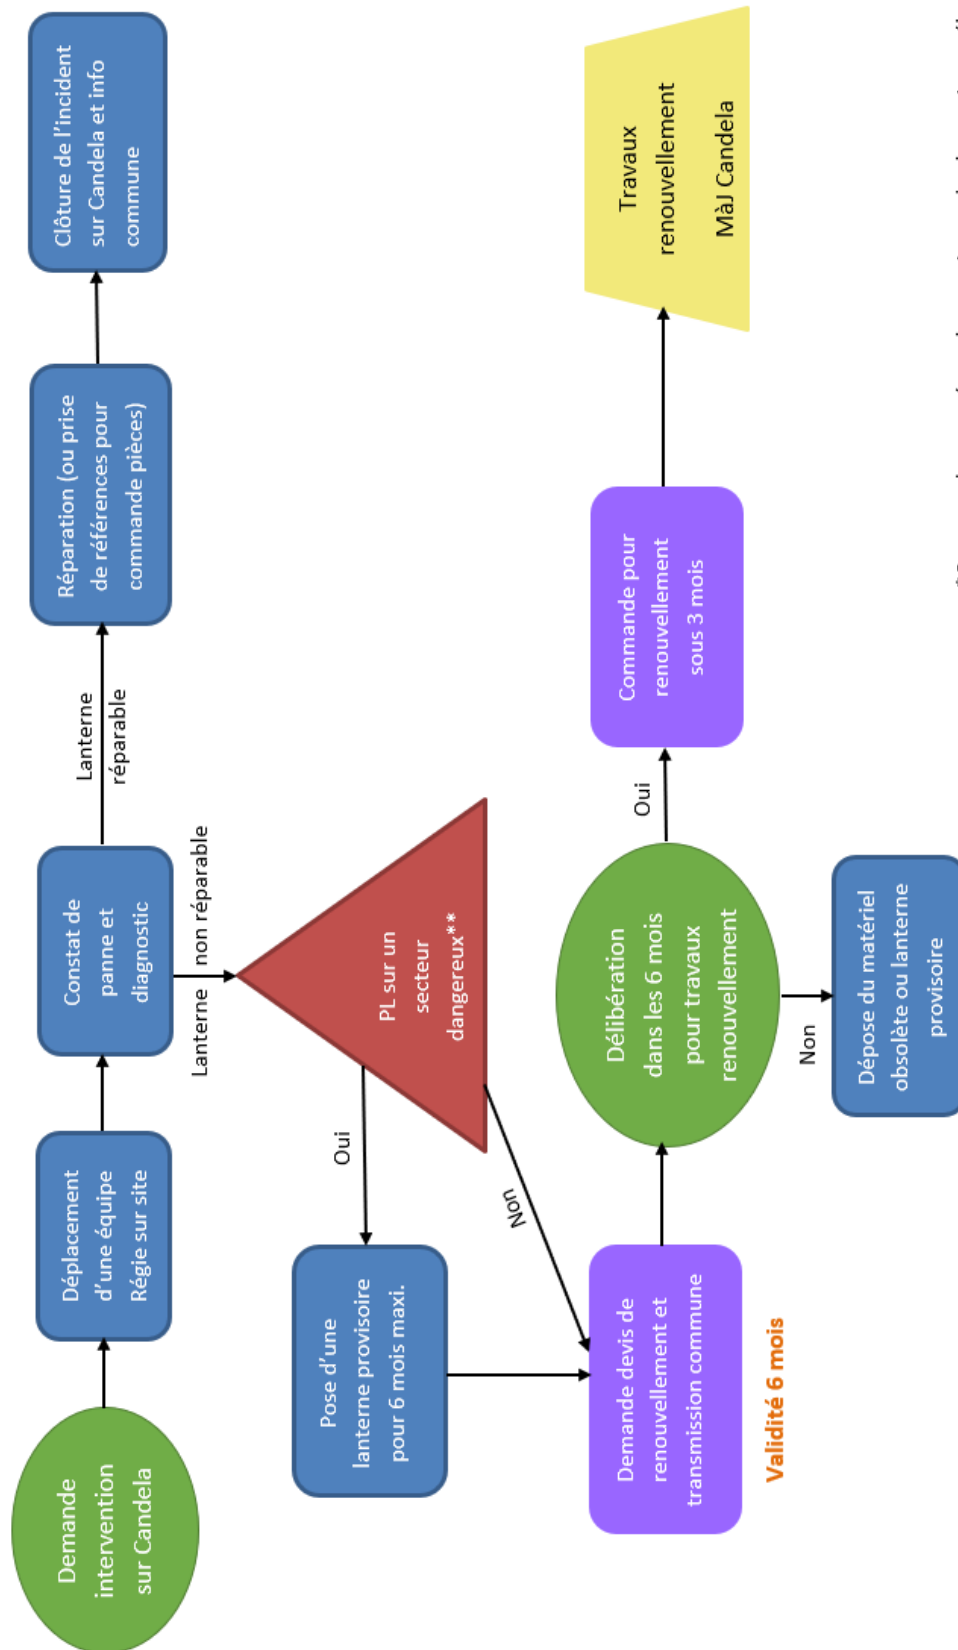 Demande
intervention
sur Candela
Déplacement
d'une équipe
Régie sur site
Constat de
panne et
diagnostic
Lanterne
réparable
Réparation (ou prise
de références pour
commande pièces)
Clôture de l'incident
sur Candela et info
commune
Lanterne non réparable
PL sur un
secteur
dangereux**
Oui
Non
Pose d'une
lanterne provisoire
pour 6 mois maxi.
Demande devis de
renouvellement et
transmission commune
Validité 6 mois
Délibération
dans les 6 mois
pour travaux
renouvellement
Oui
Non
Commande pour
renouvellement
sous 3 mois
Travaux
renouvellement
MàJ Candela
Dépose du matériel
obsolète ou lanterne
provisoire